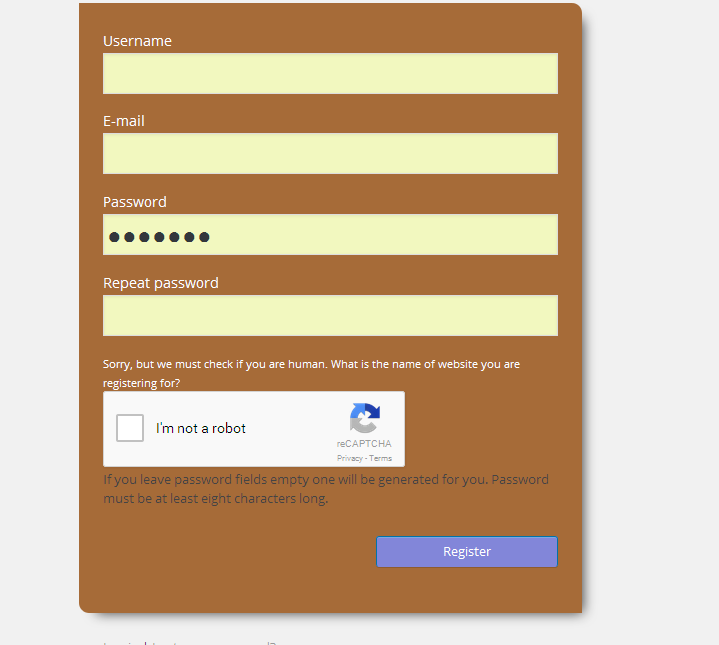 Username
E-mail
Password
Repeat password
Sorry, but we must check if you are human. What is the name of website you are
registering for?
I'm not a robot
reCAPTCHA
Privacy - Terms
If you leave password fields empty one will be generated for you. Password
must be at least eight characters long.
Register